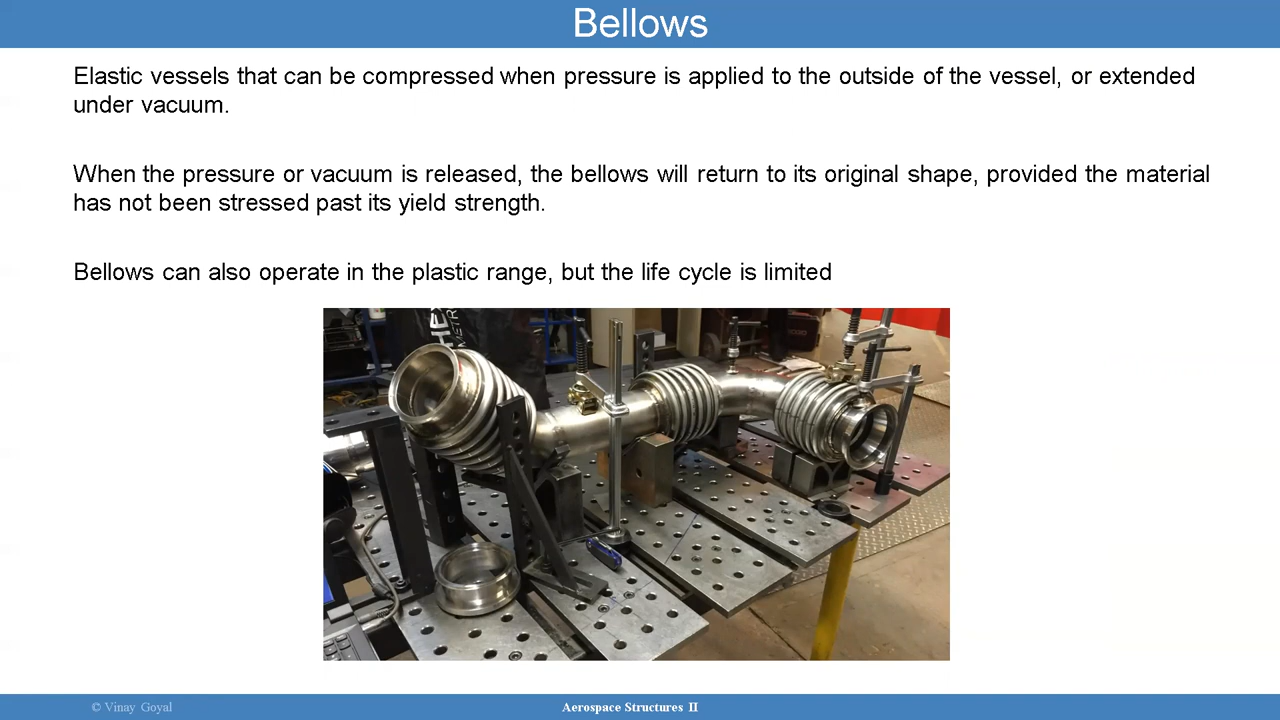 Bellows
Elastic vessels that can be compressed when pressure is applied to the outside of the vessel, or extended
under vacuum.
When the pressure or vacuum is released, the bellows will return to its original shape, provided the material
has not been stressed past its yield strength.
Bellows can also operate in the plastic range, but the life cycle is limited
© Vinay Goyal
Aerospace Structures II